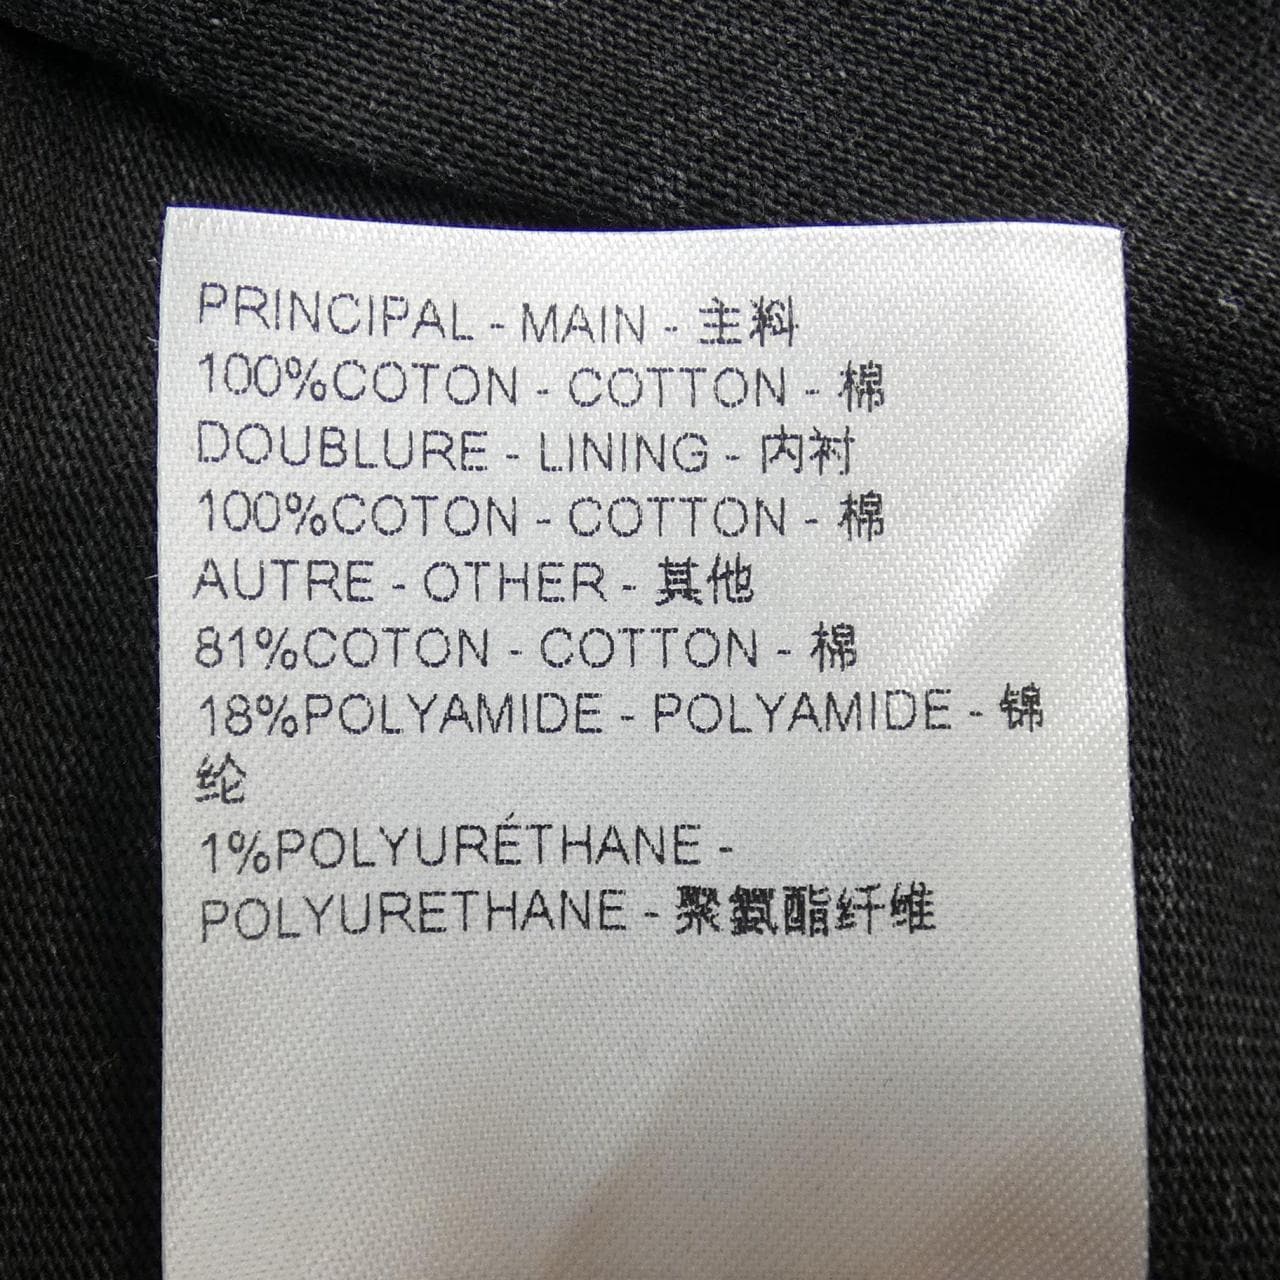 PRINCIPAL - MAIN - 主料
100%COTON - COTTON - 棉
DOUBLURE - LINING - 内衬
100%COTON - COTTON - 棉
AUTRE - OTHER - 其他
81%COTON - COTTON - 棉
18%POLYAMIDE - POLYAMIDE - 锦
纶
1%POLYURÉTHANE -
POLYURETHANE - 聚氨酯纤维